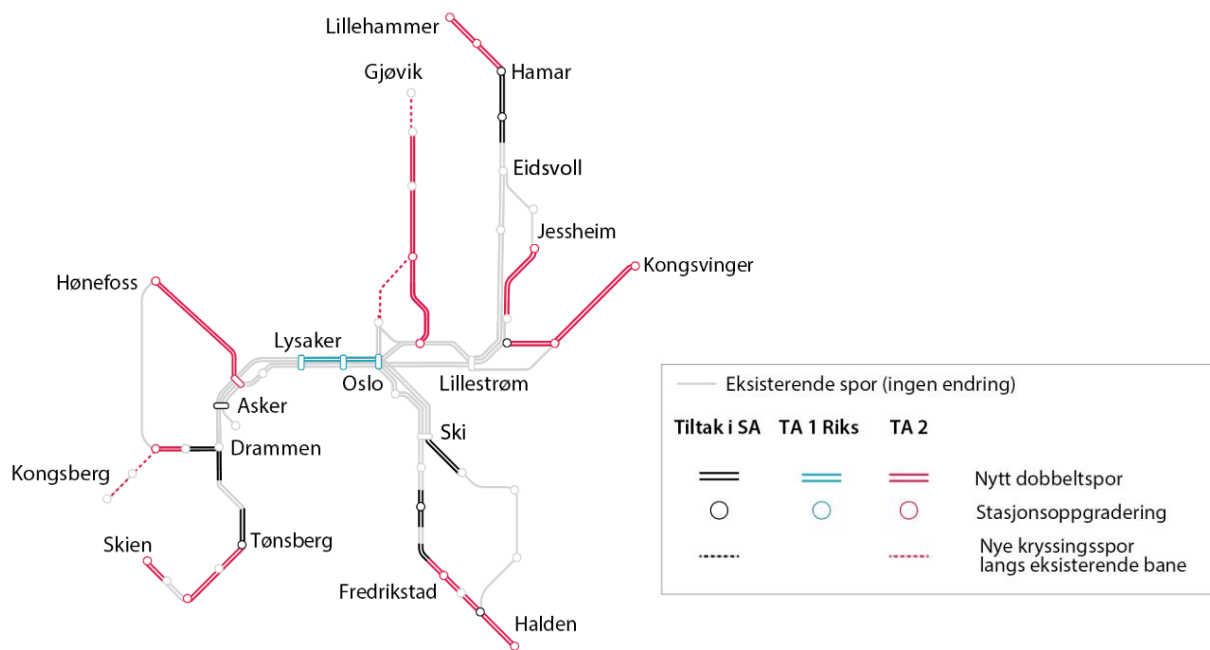 Lillehammer
Hamar
Gjøvik
Eidsvoll
Jessheim
Kongsvinger
Hønefoss
Lysaker
Oslo
Lillestrøm
Asker
Ski
Drammen
Kongsberg
Tønsberg
Skien
Fredrikstad
Halden
Eksisterende spor (ingen endring)
Tiltak i SA TA 1 Riks TA 2
Nytt dobbeltspor
Stasjonsoppgradering
Nye kryssingsspor
langs eksisterende bane